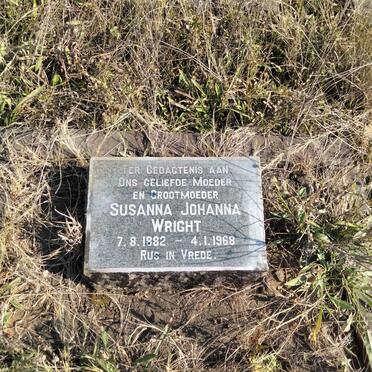 TER GEDAGTENIS AAN
ONS GELIEFDE MOEDER
EN GROOTMOEDER
SUSANNA JOHANNA
WRIGHT
7.8.1882 – 4.1.1968
RUS IN VREDE.